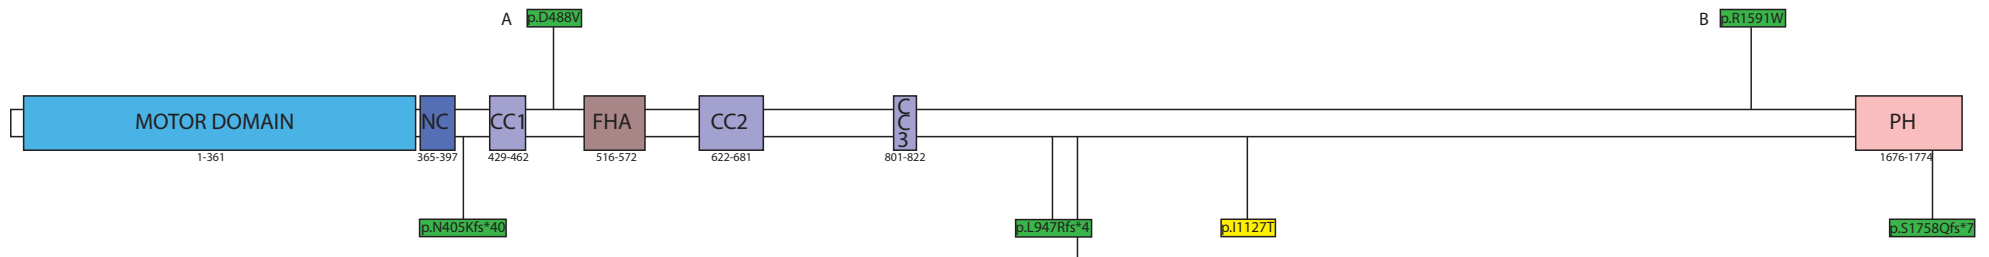 A p.D488V B p.R1591W
MOTOR DOMAIN NC CC1 FHA CC2 CC3 PH
1-361 365-397 429-462 516-572 622-681 801-822 1676-1774
p.N405Kfs*40 p.L947Rfs*4 p.I1127T p.S1758Qfs*7